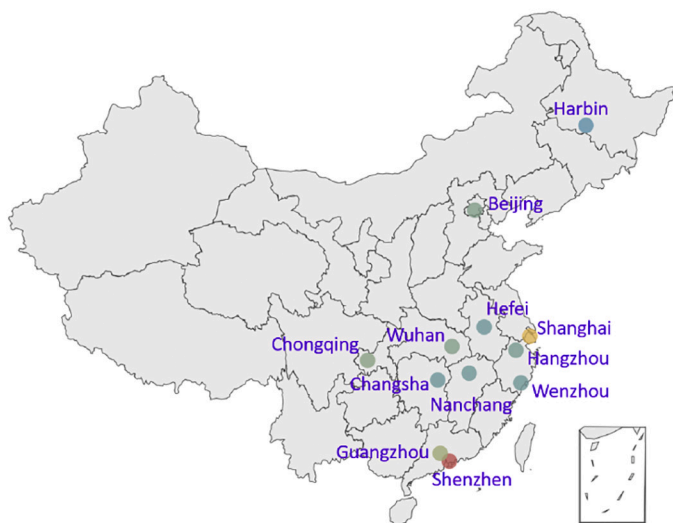 Harbin
Beijing
Hefei
Shanghai
Wuhan
Chongqing
Hangzhou
Changsha
Wenzhou
Nanchang
Guangzhou
Shenzhen